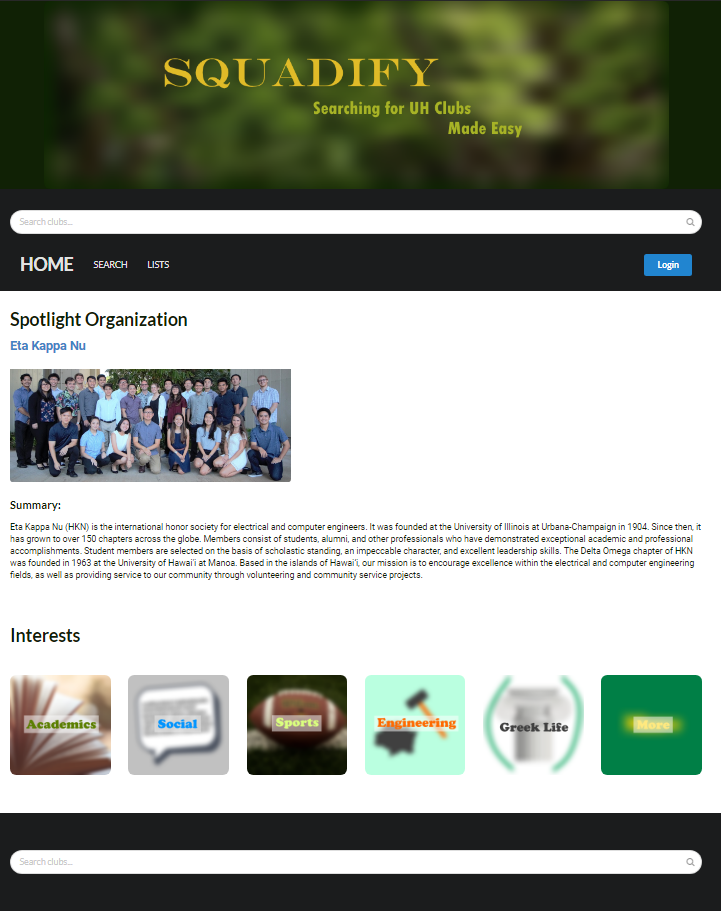 SQUADIFY
Searching for UH Clubs
Made Easy
Search clubs...
HOME SEARCH LISTS Login
Spotlight Organization
Eta Kappa Nu
Summary:
Eta Kappa Nu (HKN) is the international honor society for electrical and computer engineers. It was founded at the University of Illinois at Urbana-Champaign in 1904. Since then, it
has grown to over 150 chapters across the globe. Members consist of students, alumni, and other professionals who have demonstrated exceptional academic and professional
accomplishments. Student members are selected on the basis of scholastic standing, an impeccable character, and excellent leadership skills. The Delta Omega chapter of HKN
was founded in 1963 at the University of Hawai'i at Manoa. Based in the islands of Hawai'i, our mission is to encourage excellence within the electrical and computer engineering
fields, as well as providing service to our community through volunteering and community service projects.
Interests
Academics Social Sports Engineering Greek Life More
Search clubs...